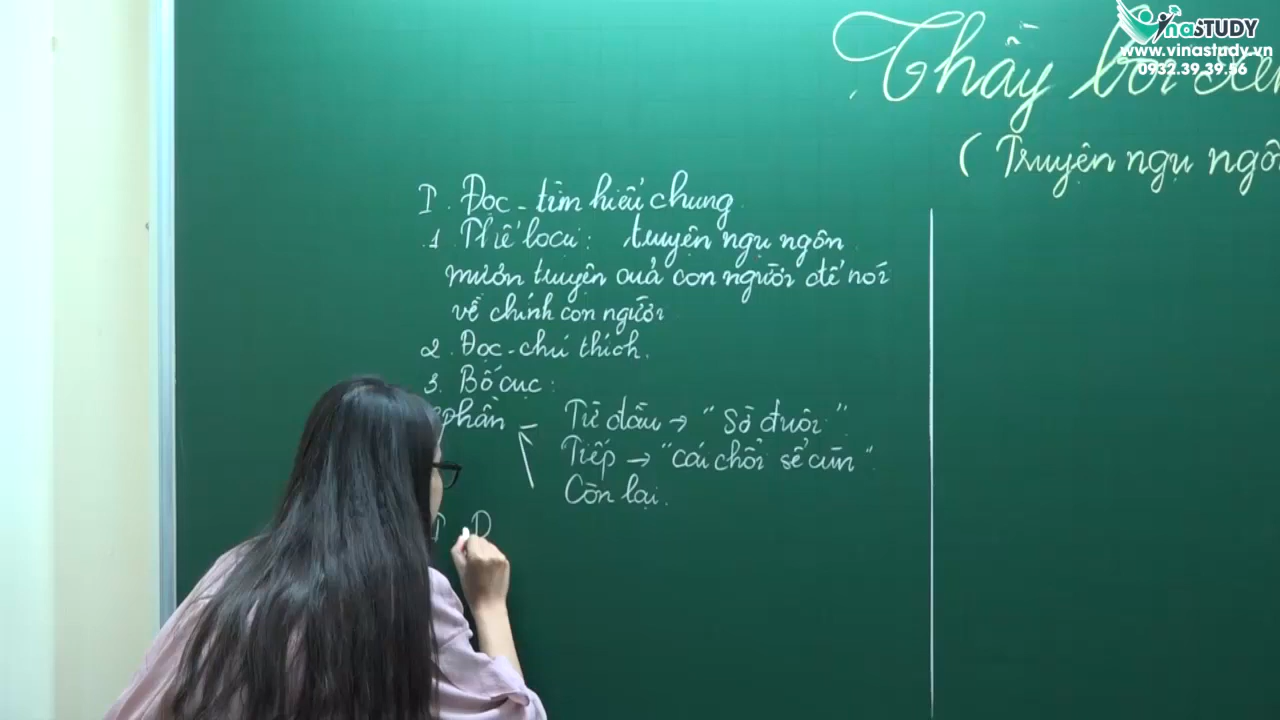 VinaSTUDY
www.vinastudy.vn
0932.39.39.56
Thầy bói
(Truyện ngụ ngôn
I. Đọc - tìm hiểu chung
1. Thể loại: truyện ngụ ngôn
mượn truyện của con người để nói
về chính con người
2. Đọc - chú thích.
3. Bố cục:
phần
Từ đầu → "Sờ đuôi".
Tiếp → "cái chổi sể cùn".
Còn lại.